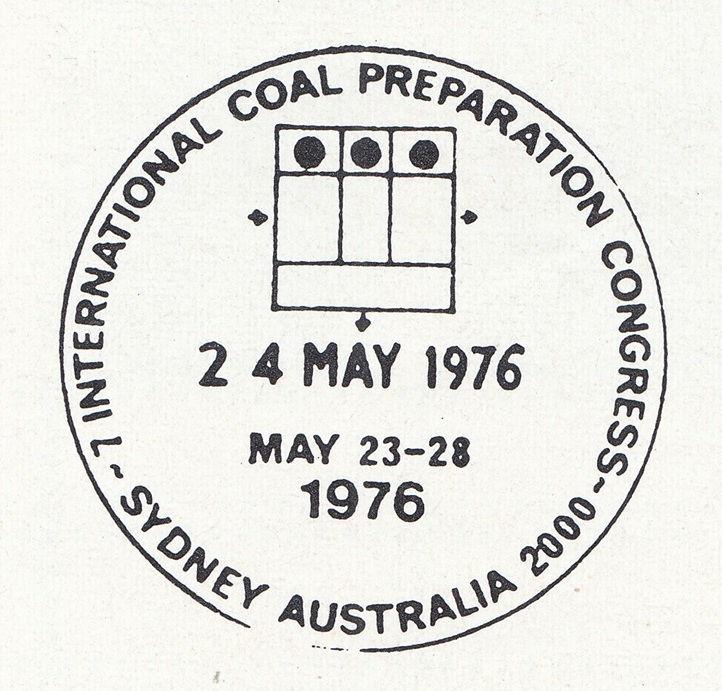 ~7 INTERNATIONAL COAL PREPARATION CONGRESS~
2 4 MAY 1976
MAY 23-28
1976
SYDNEY AUSTRALIA 2000